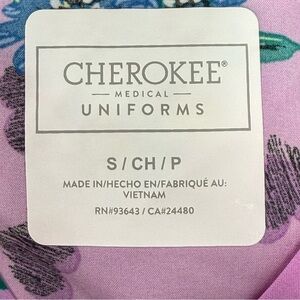 CHEROKEE®
MEDICAL
UNIFORMS
S / CH / P
MADE IN/HECHO EN/FABRIQUÉ AU:
VIETNAM
RN#93643 / CA#24480